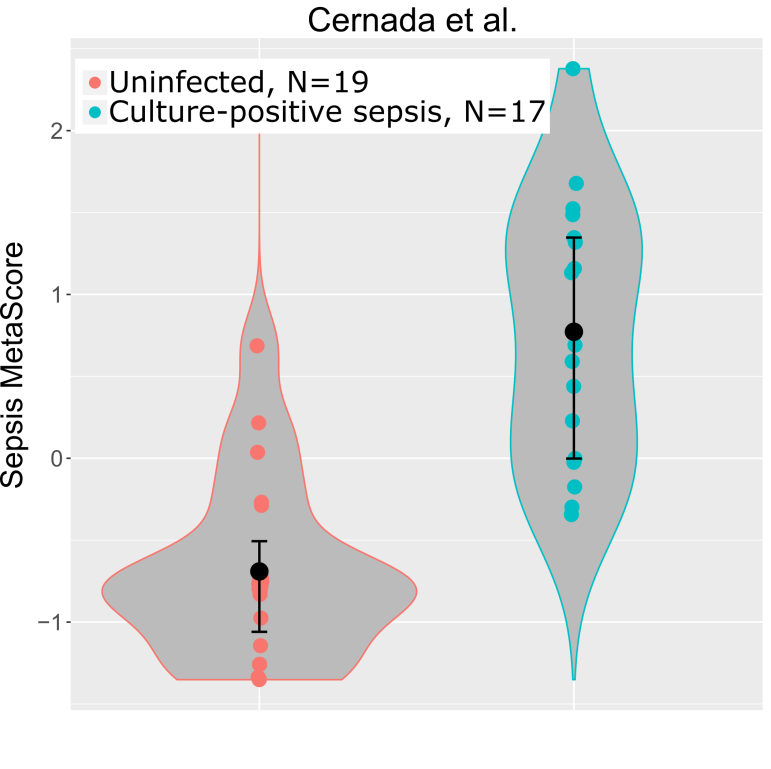 Cernada et al.
Uninfected, N=19
Culture-positive sepsis, N=17
Sepsis MetaScore
2
1
0
−1